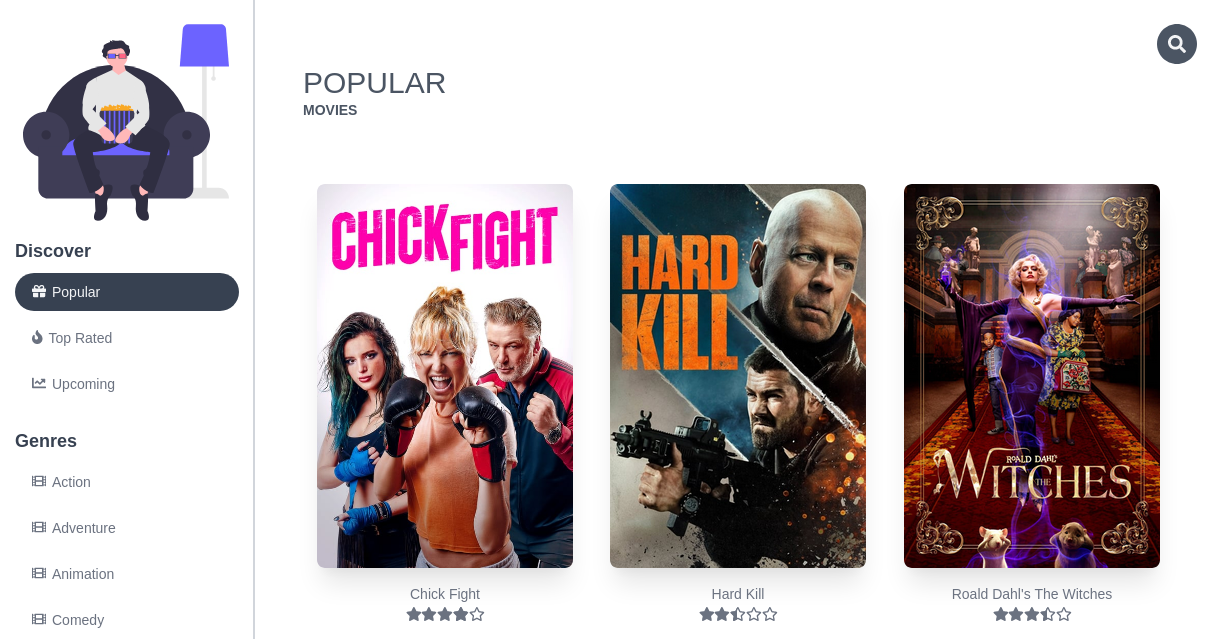 Discover
Popular
Top Rated
Upcoming
Genres
Action
Adventure
Animation
Comedy
POPULAR
MOVIES
CHICK FIGHT
Chick Fight
HARD
KILL
Hard Kill
ROALD DAHL'S
THE
WITCHES
Roald Dahl's The Witches